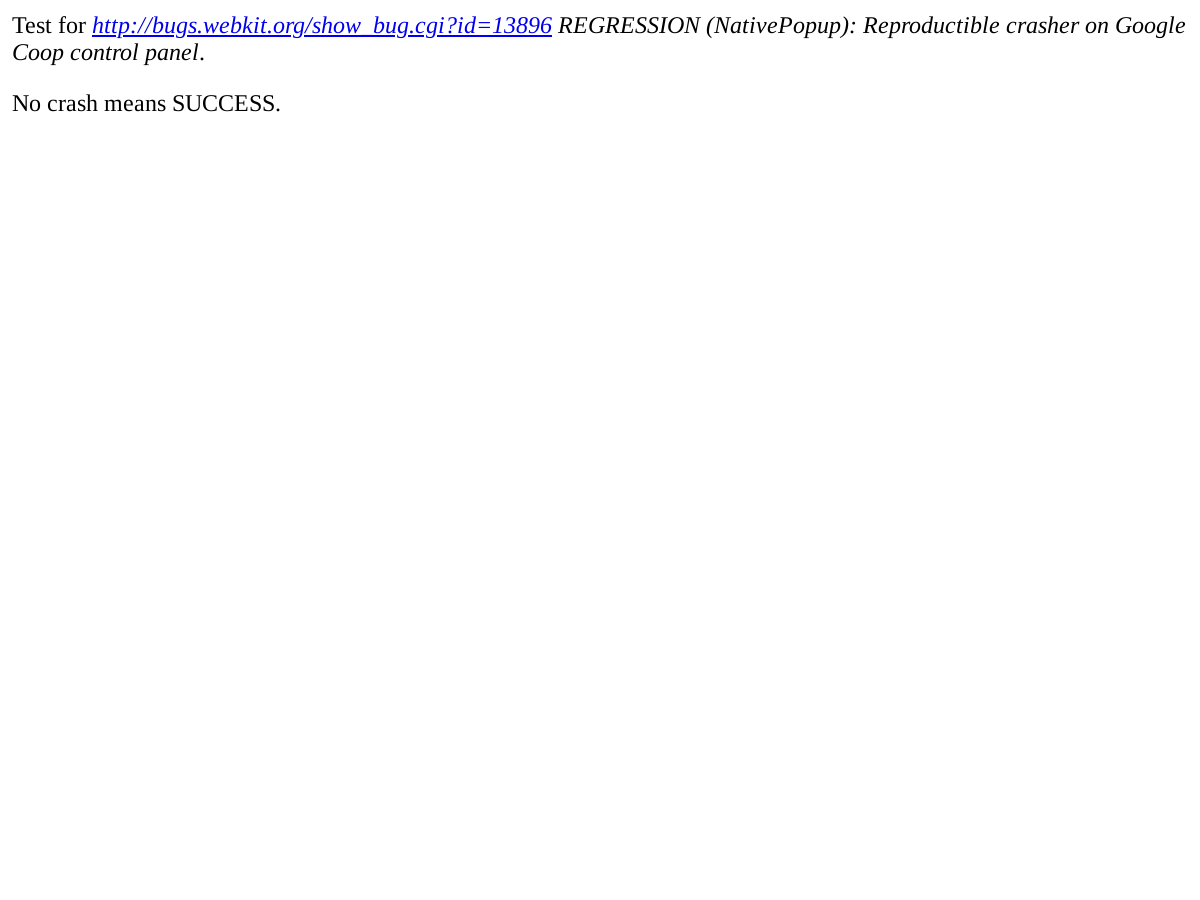 Test for http://bugs.webkit.org/show_bug.cgi?id=13896 REGRESSION (NativePopup): Reproductible crasher on Google
Coop control panel.
No crash means SUCCESS.